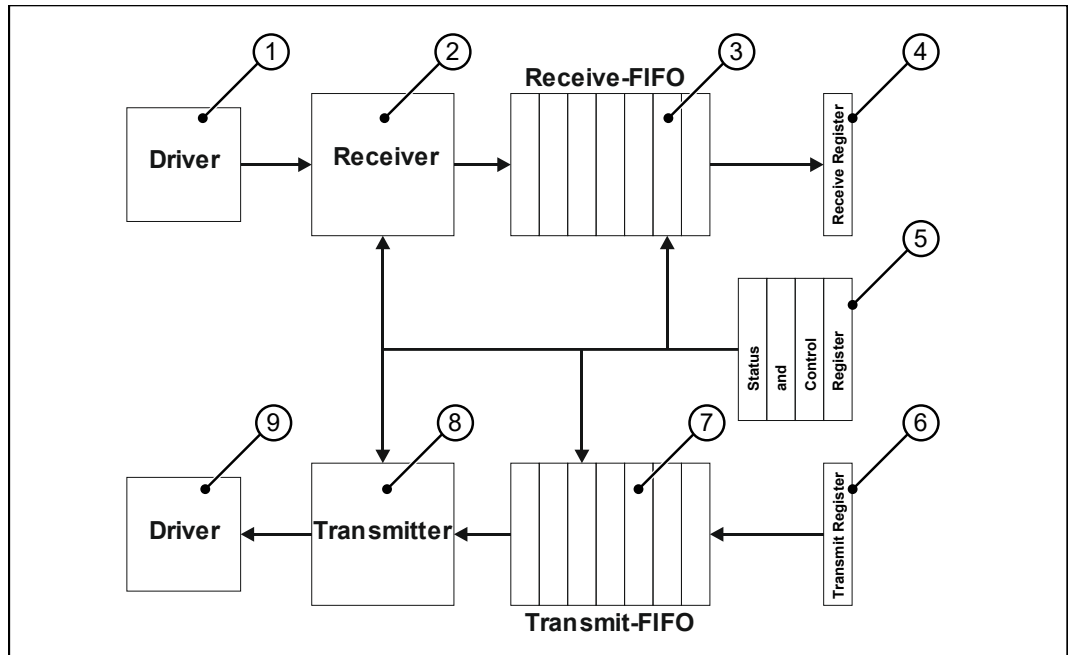 1
2
3
4
Receive-FIFO
Driver
Receiver
Receive Register
5
Status
and
Control
Register
9
8
7
6
Driver
Transmitter
Transmit Register
Transmit-FIFO